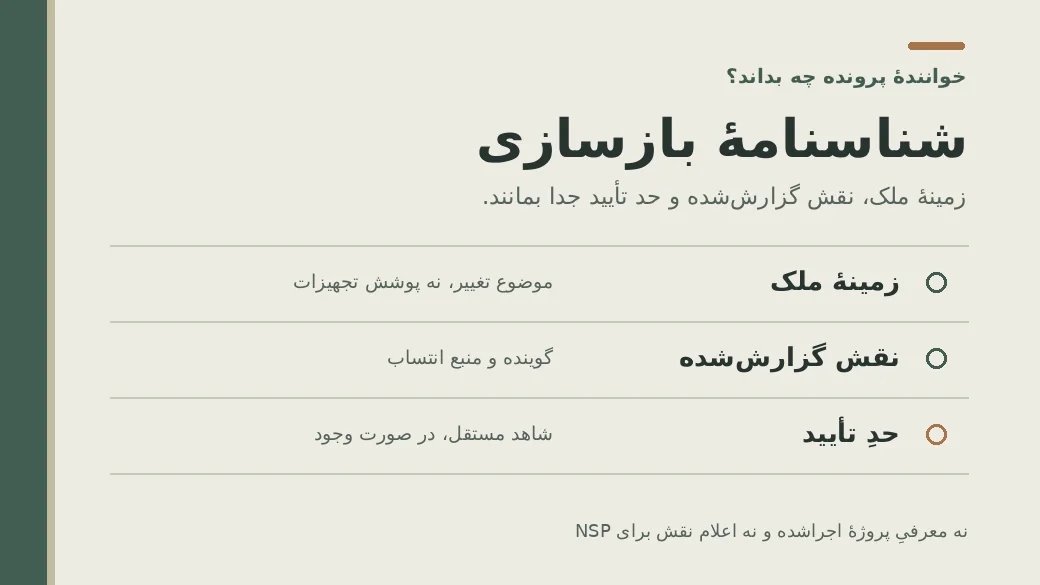 خوانندهٔ پرونده چه بداند؟
شناسنامهٔ بازسازی
زمینهٔ ملک، نقش گزارش‌شده و حد تأیید جدا بمانند.
زمینهٔ ملک
موضوع تغییر، نه پوشش تجهیزات
نقش گزارش‌شده
گوینده و منبع انتساب
حدِ تأیید
شاهد مستقل، در صورت وجود
نه معرفیِ پروژهٔ اجراشده و نه اعلام نقش برای NSP